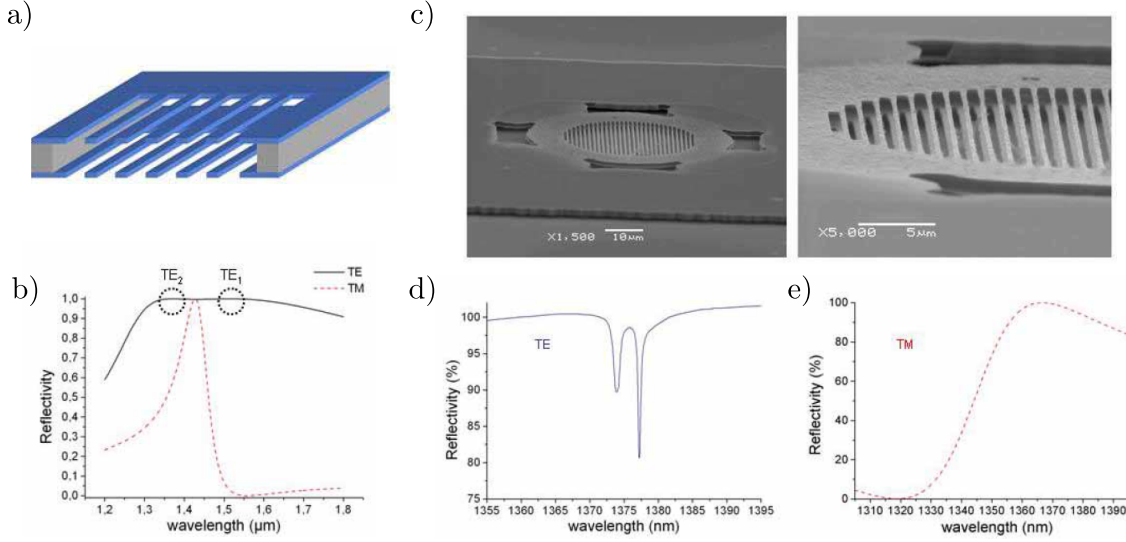 a)
c)
X1,500 10μm
X5,000 5μm
b)
TE₂
TE₁
TE
TM
1,0
0,9
0,8
0,7
0,6
0,5
0,4
0,3
0,2
0,1
0,0
Reflectivity
1,2 1,3 1,4 1,5 1,6 1,7 1,8
wavelength (μm)
d)
TE
100
95
90
85
80
75
Reflectivity (%)
1355 1360 1365 1370 1375 1380 1385 1390 1395
wavelength (nm)
e)
TM
100
80
60
40
20
0
Reflectivity (%)
1310 1320 1330 1340 1350 1360 1370 1380 1390
wavelength (nm)